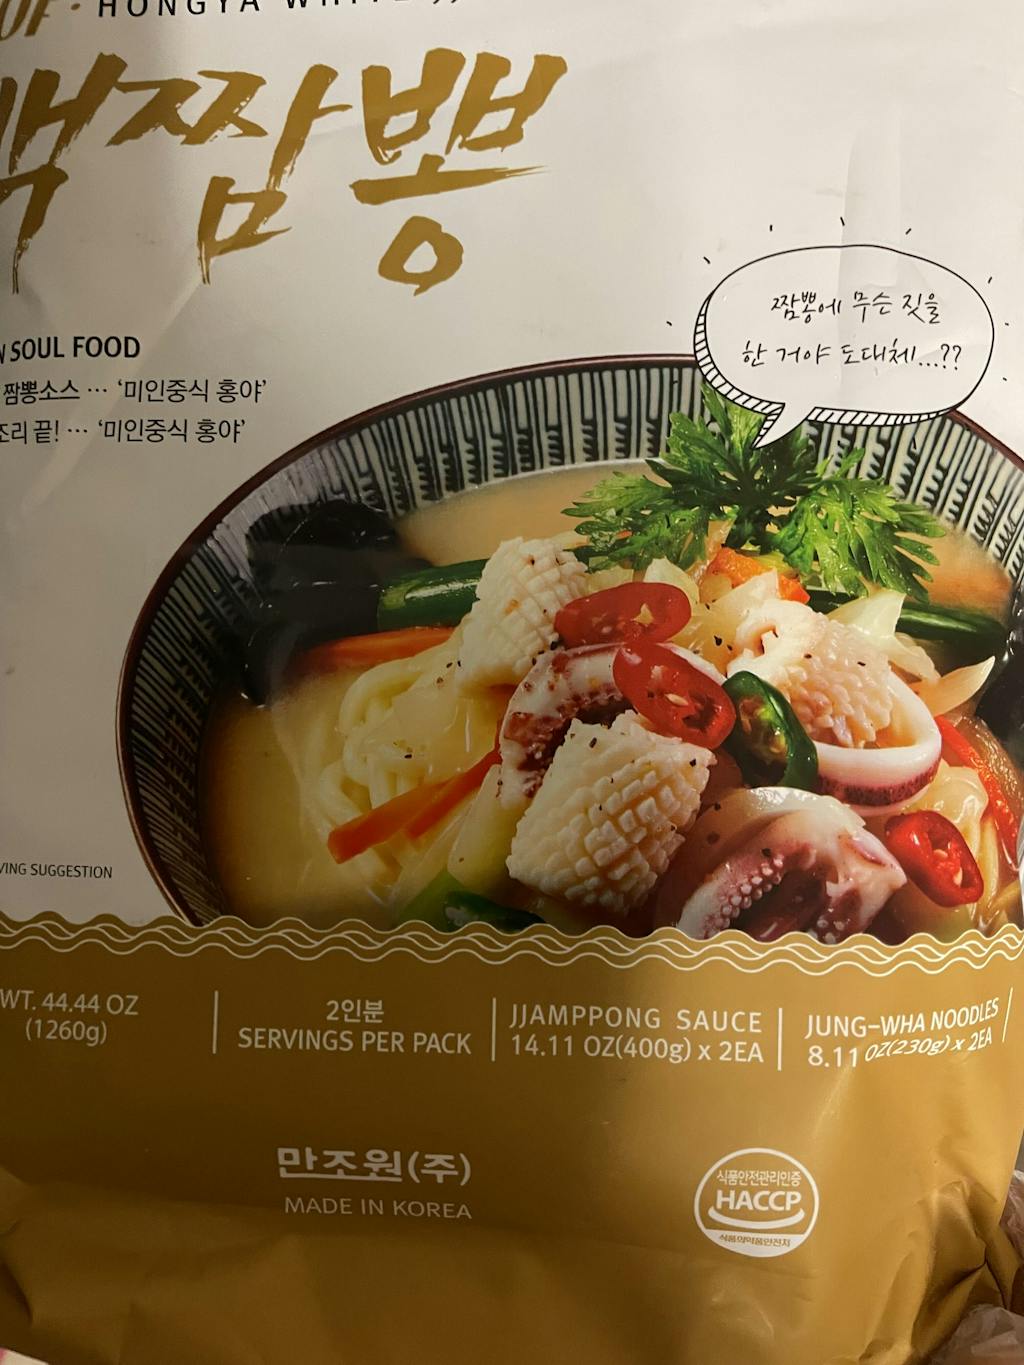 HONGYA WHITE
백짬뽕
짬뽕에 무슨 짓을
한 거야 도대체...??
SOUL FOOD
짬뽕소스 ··· ‘미인중식 홍야’
조리 끝! ··· ‘미인중식 홍야’
SUGGESTION
WT. 44.44 OZ
(1260g)
2인분
SERVINGS PER PACK
JJAMPPONG SAUCE
14.11 OZ(400g) x 2EA
JUNG-WHA NOODLES
8.11 OZ(230g) x 2EA
만조원(주)
MADE IN KOREA
식품안전관리인증
HACCP
식품의약품안전처